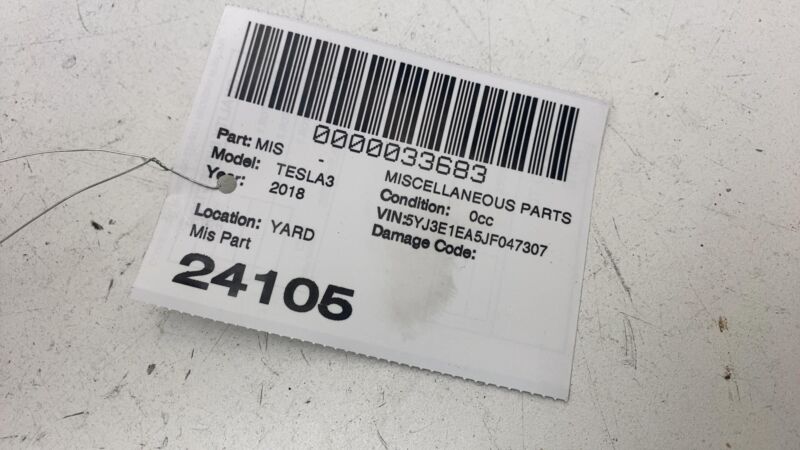 0000033683
Part: MIS - MISCELLANEOUS PARTS
Model: TESLA3 Condition: 0cc
Year: 2018 VIN:5YJ3E1EA5JF047307
Damage Code:
Location: YARD
Mis Part
24105